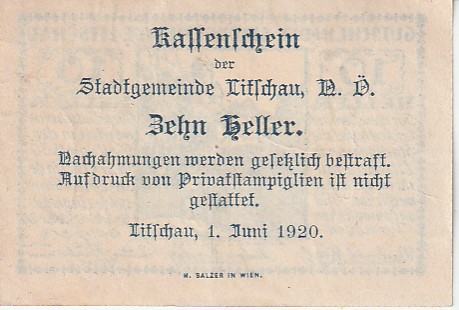 Kassenschein
der
Stadtgemeinde Litschau, N. Ö.
Zehn Heller.
Nachahmungen werden gesetzlich bestraft.
Aufdruck von Privatstampiglien ist nicht
gestattet.
Litschau, 1. Juni 1920.
M. SALZER IN WIEN.